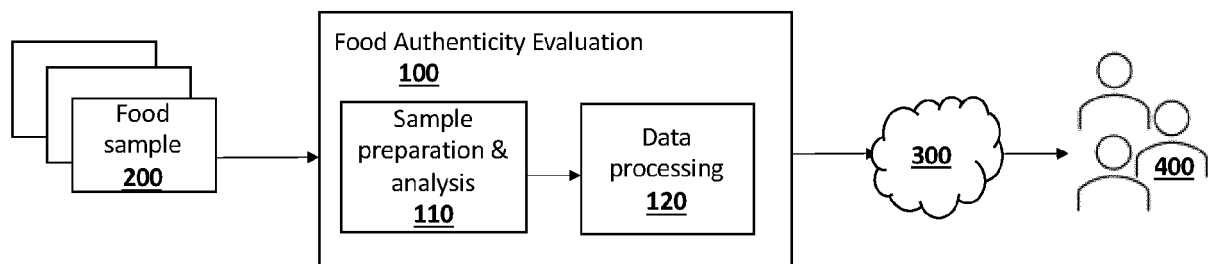 Food
sample
200
Food Authenticity Evaluation
100
Sample
preparation &
analysis
110
Data
processing
120
300
400